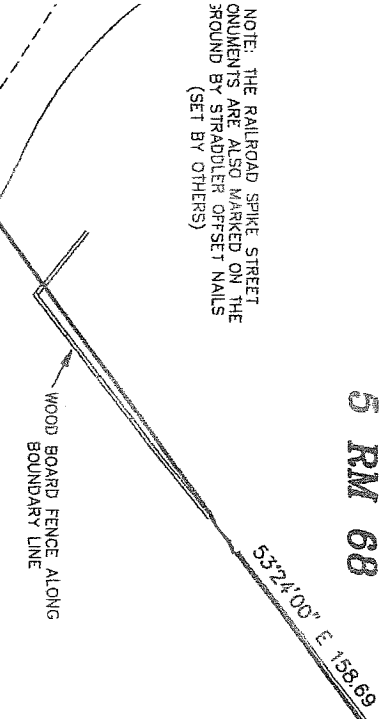 NOTE: THE RAILROAD SPIKE STREET
ONUMENTS ARE ALSO MARKED ON THE
ROUND BY STRADDLER OFFSET NAILS
(SET BY OTHERS)
5 RM 68
53°24'00" E 158.69
WOOD BOARD FENCE ALONG
BOUNDARY LINE